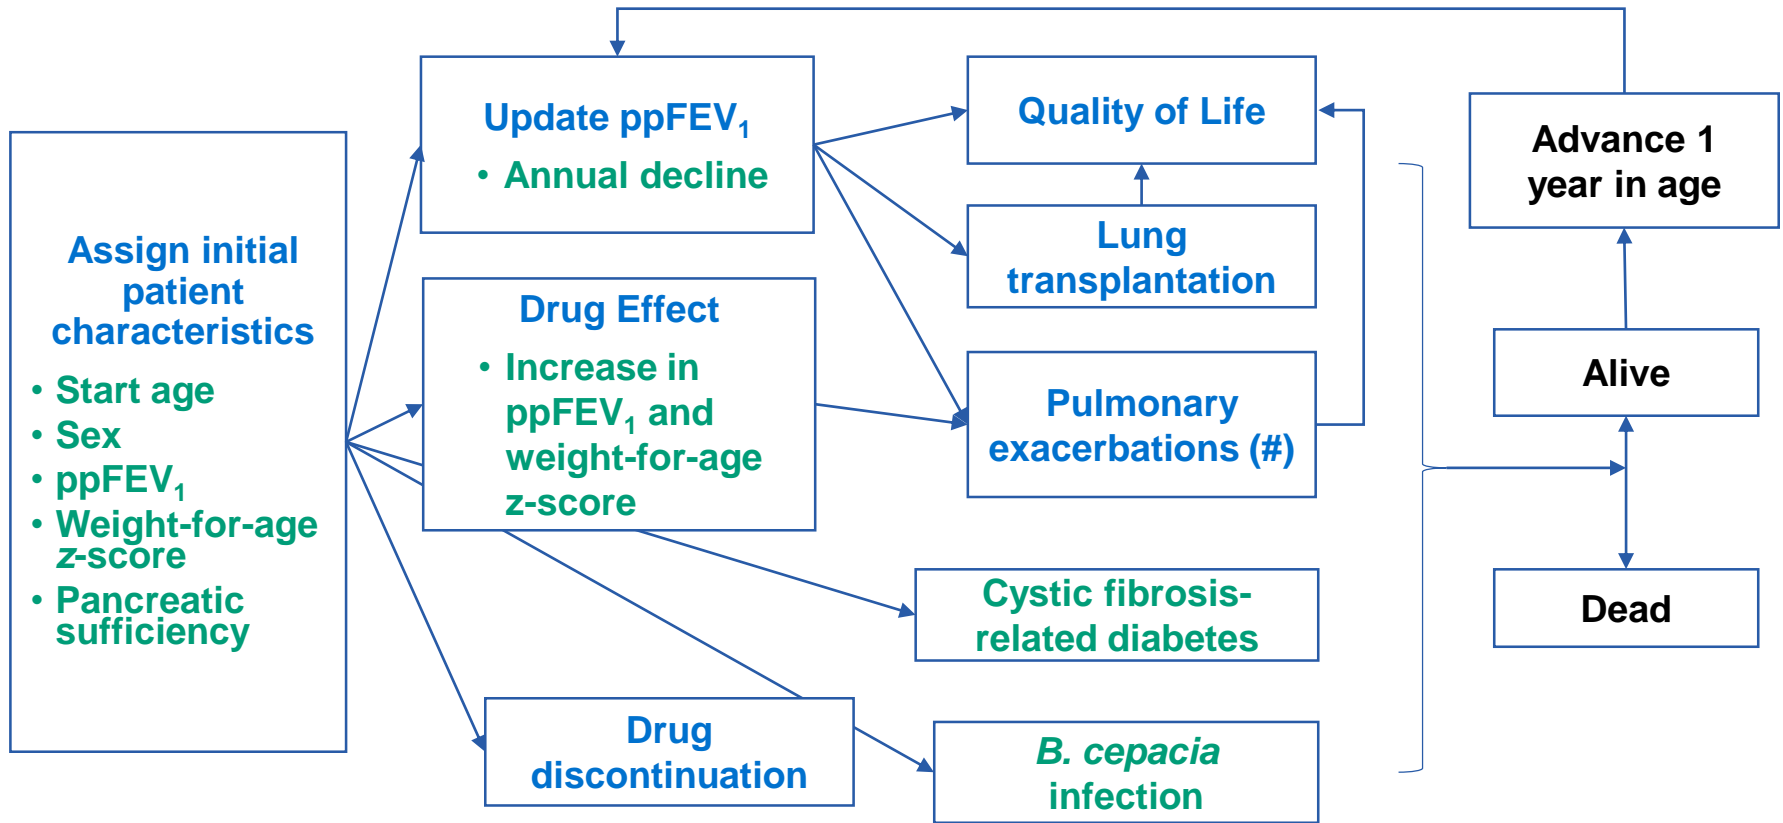 Assign initial
patient
characteristics
• Start age
• Sex
• ppFEV₁
• Weight-for-age
z-score
• Pancreatic
sufficiency
Update ppFEV₁
• Annual decline
Drug Effect
• Increase in
ppFEV₁ and
weight-for-age
z-score
Drug
discontinuation
Quality of Life
Lung
transplantation
Pulmonary
exacerbations (#)
Cystic fibrosis-
related diabetes
B. cepacia
infection
Advance 1
year in age
Alive
Dead